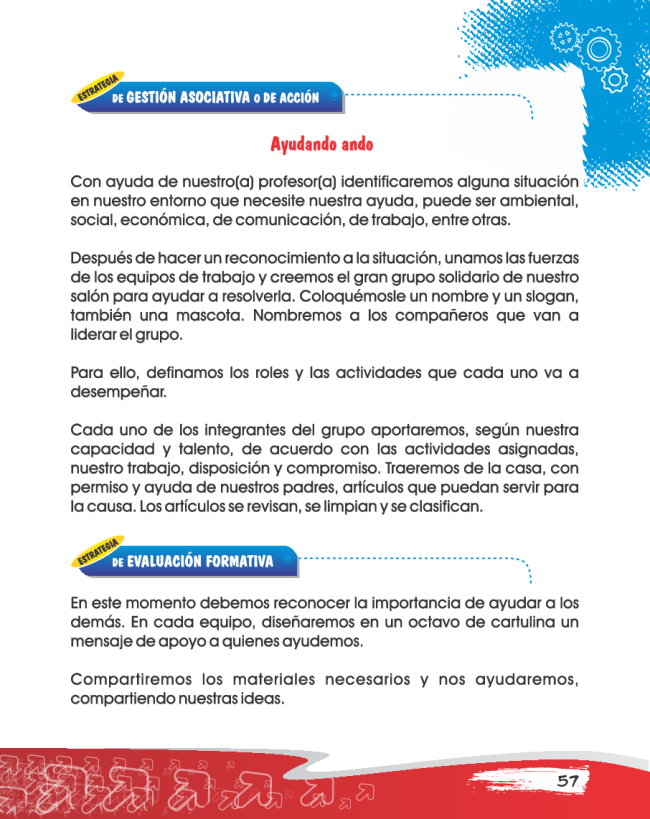 ESTRATEGIA
DE GESTIÓN ASOCIATIVA O DE ACCIÓN
Ayudando ando
Con ayuda de nuestro(a) profesor(a) identificaremos alguna situación
en nuestro entorno que necesite nuestra ayuda, puede ser ambiental,
social, económica, de comunicación, de trabajo, entre otras.
Después de hacer un reconocimiento a la situación, unamos las fuerzas
de los equipos de trabajo y creemos el gran grupo solidario de nuestro
salón para ayudar a resolverla. Coloquémosle un nombre y un slogan,
también una mascota. Nombremos a los compañeros que van a
liderar el grupo.
Para ello, definamos los roles y las actividades que cada uno va a
desempeñar.
Cada uno de los integrantes del grupo aportaremos, según nuestra
capacidad y talento, de acuerdo con las actividades asignadas,
nuestro trabajo, disposición y compromiso. Traeremos de la casa, con
permiso y ayuda de nuestros padres, artículos que puedan servir para
la causa. Los artículos se revisan, se limpian y se clasifican.
ESTRATEGIA
DE EVALUACIÓN FORMATIVA
En este momento debemos reconocer la importancia de ayudar a los
demás. En cada equipo, diseñaremos en un octavo de cartulina un
mensaje de apoyo a quienes ayudemos.
Compartiremos los materiales necesarios y nos ayudaremos,
compartiendo nuestras ideas.
57